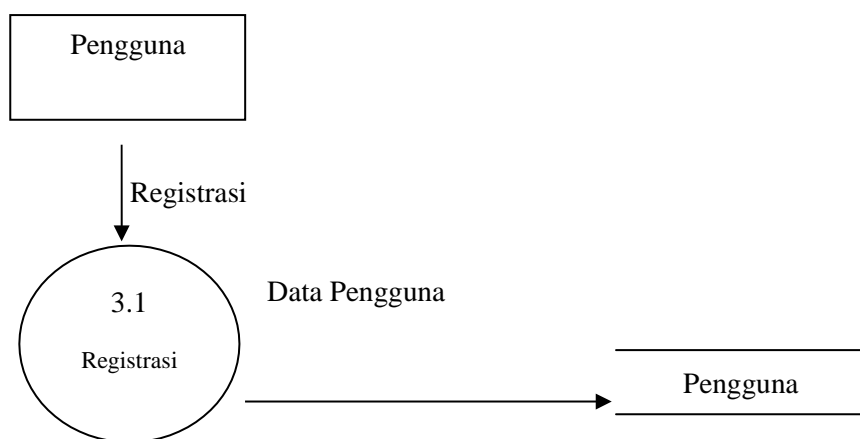 Pengguna
Registrasi
3.1
Registrasi
Data Pengguna
Pengguna